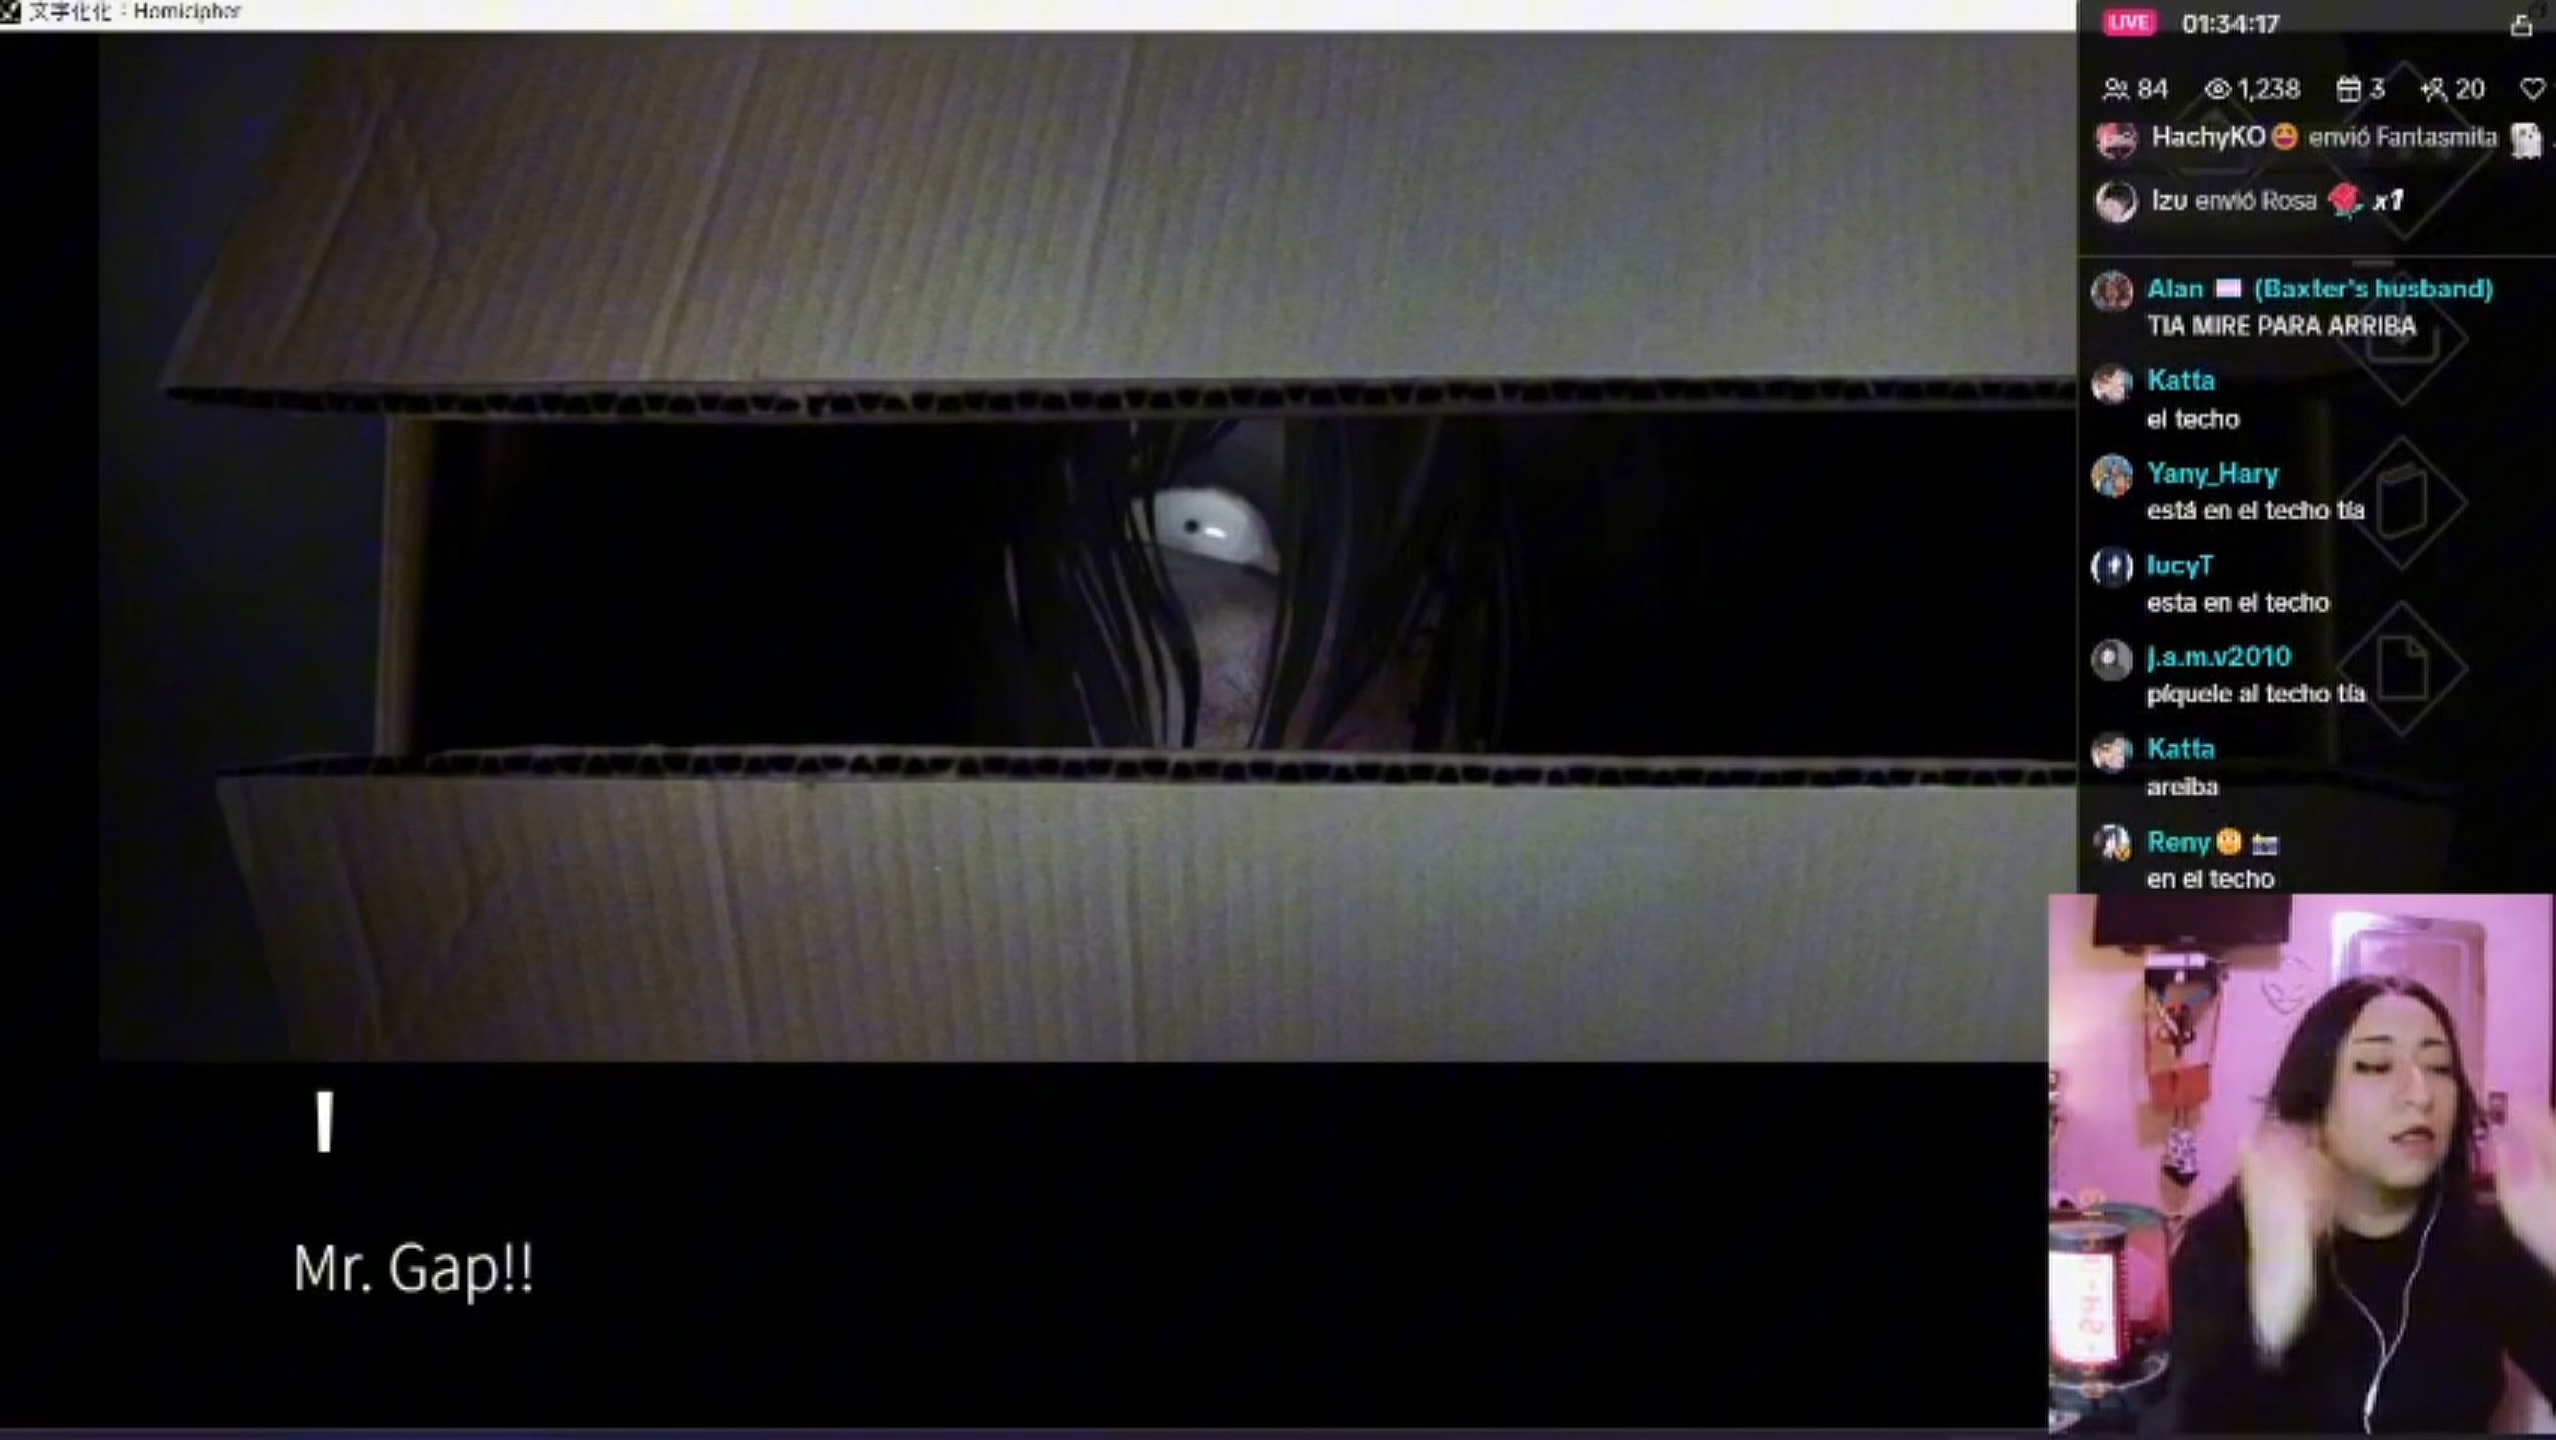 文字化化：Homicipher
LIVE 01:34:17
84 1,238 3 20
HachyKO😄 envió Fantasmita
Izu envió Rosa 🌹 x1
Alan (Baxter's husband)
TIA MIRE PARA ARRIBA
Katta
el techo
Yany_Hary
está en el techo tía
lucyT
esta en el techo
j.a.m.v2010
píquele al techo tía
Katta
areiba
Reny
en el techo
I
Mr. Gap!!